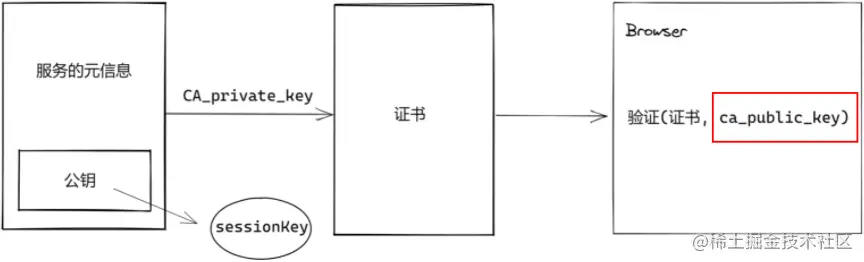 服务的元信息
公钥
CA_private_key
sessionKey
证书
Browser
验证(证书, ca_public_key)
@稀土掘金技术社区